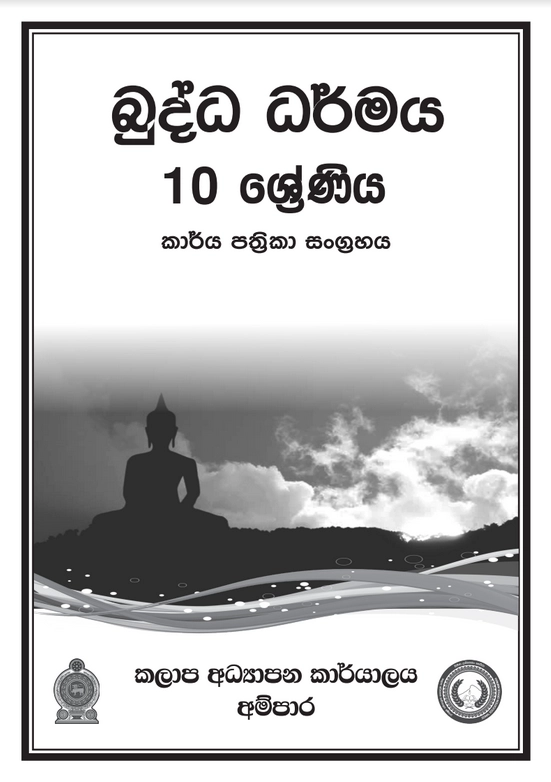 බුද්ධ ධර්මය
10 ශ්‍රේණිය
කාර්ය පත්‍රිකා සංග්‍රහය
කලාප අධ්‍යාපන කාර්යාලය
අම්පාර